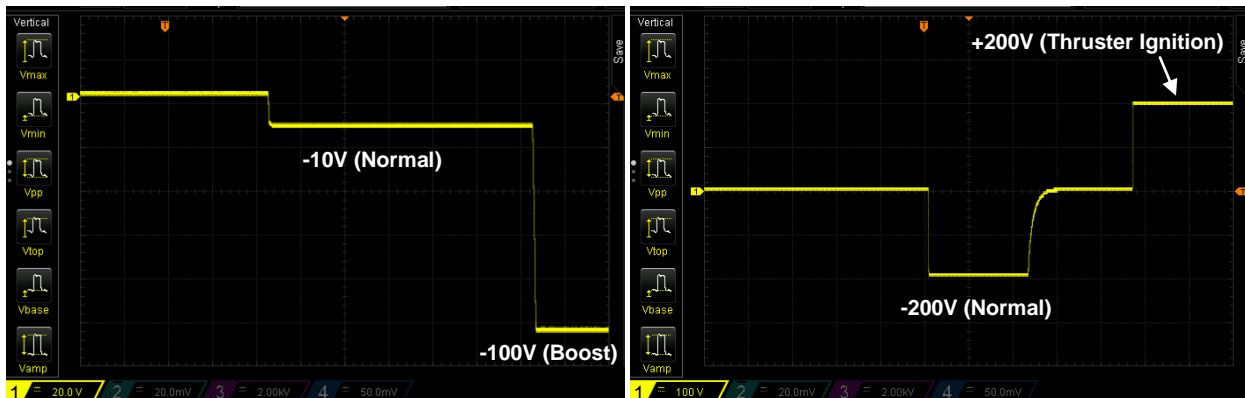 Vertical
Vmax
Vmin
Vpp
Vtop
Vbase
Vamp
T
1
T
Save
-10V (Normal)
-100V (Boost)
1 = 20.0 V 2 = 20.0mV 3 = 2.00kV 4 = 50.0mV
Vertical
Vmax
Vmin
Vpp
Vtop
Vbase
Vamp
T
1
T
Save
+200V (Thruster Ignition)
-200V (Normal)
1 = 100 V 2 = 20.0mV 3 = 2.00kV 4 = 50.0mV